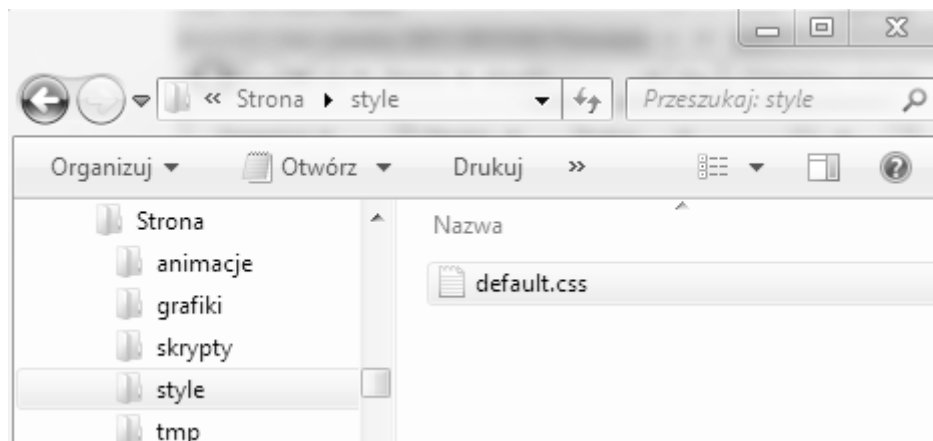 « Strona ▸ style
Przeszukaj: style
Organizuj
Otwórz
Drukuj
»
Strona
animacje
grafiki
skrypty
style
tmp
Nazwa
default.css